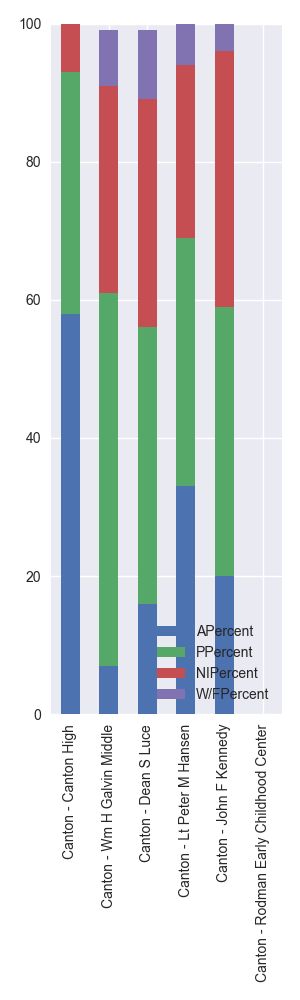 100
80
60
40
20
0
APercent
PPercent
NIPercent
W/FPercent
Canton - Canton High
Canton - Wm H Galvin Middle
Canton - Dean S Luce
Canton - Lt Peter M Hansen
Canton - John F Kennedy
Canton - Rodman Early Childhood Center